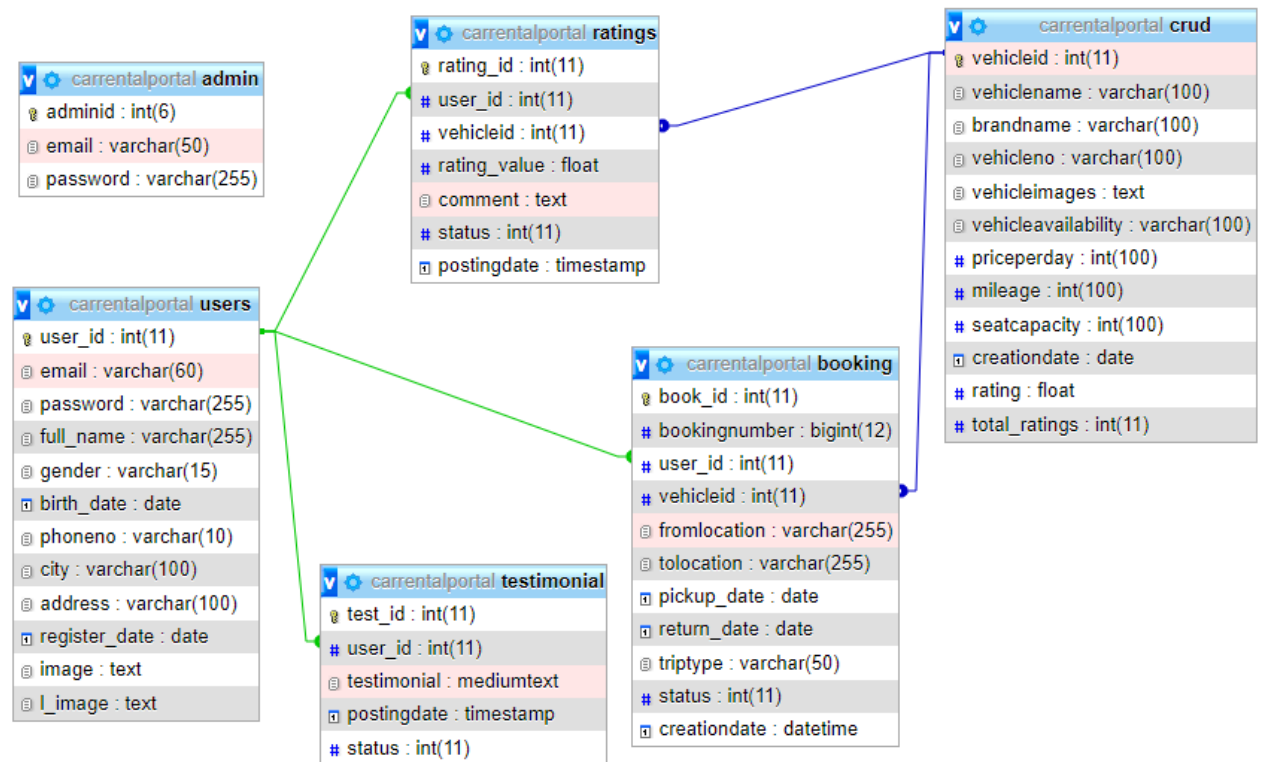 carrentalportal admin
adminid : int(6)
email : varchar(50)
password : varchar(255)
carrentalportal users
user_id : int(11)
email : varchar(60)
password : varchar(255)
full_name : varchar(255)
gender : varchar(15)
birth_date : date
phoneno : varchar(10)
city : varchar(100)
address : varchar(100)
register_date : date
image : text
l_image : text
carrentalportal ratings
rating_id : int(11)
user_id : int(11)
vehicleid : int(11)
rating_value : float
comment : text
status : int(11)
postingdate : timestamp
carrentalportal testimonial
test_id : int(11)
user_id : int(11)
testimonial : mediumtext
postingdate : timestamp
status : int(11)
carrentalportal booking
book_id : int(11)
bookingnumber : bigint(12)
user_id : int(11)
vehicleid : int(11)
fromlocation : varchar(255)
tolocation : varchar(255)
pickup_date : date
return_date : date
triptype : varchar(50)
status : int(11)
creationdate : datetime
carrentalportal crud
vehicleid : int(11)
vehiclename : varchar(100)
brandname : varchar(100)
vehicleno : varchar(100)
vehicleimages : text
vehicleavailability : varchar(100)
priceperday : int(100)
mileage : int(100)
seatcapacity : int(100)
creationdate : date
rating : float
total_ratings : int(11)